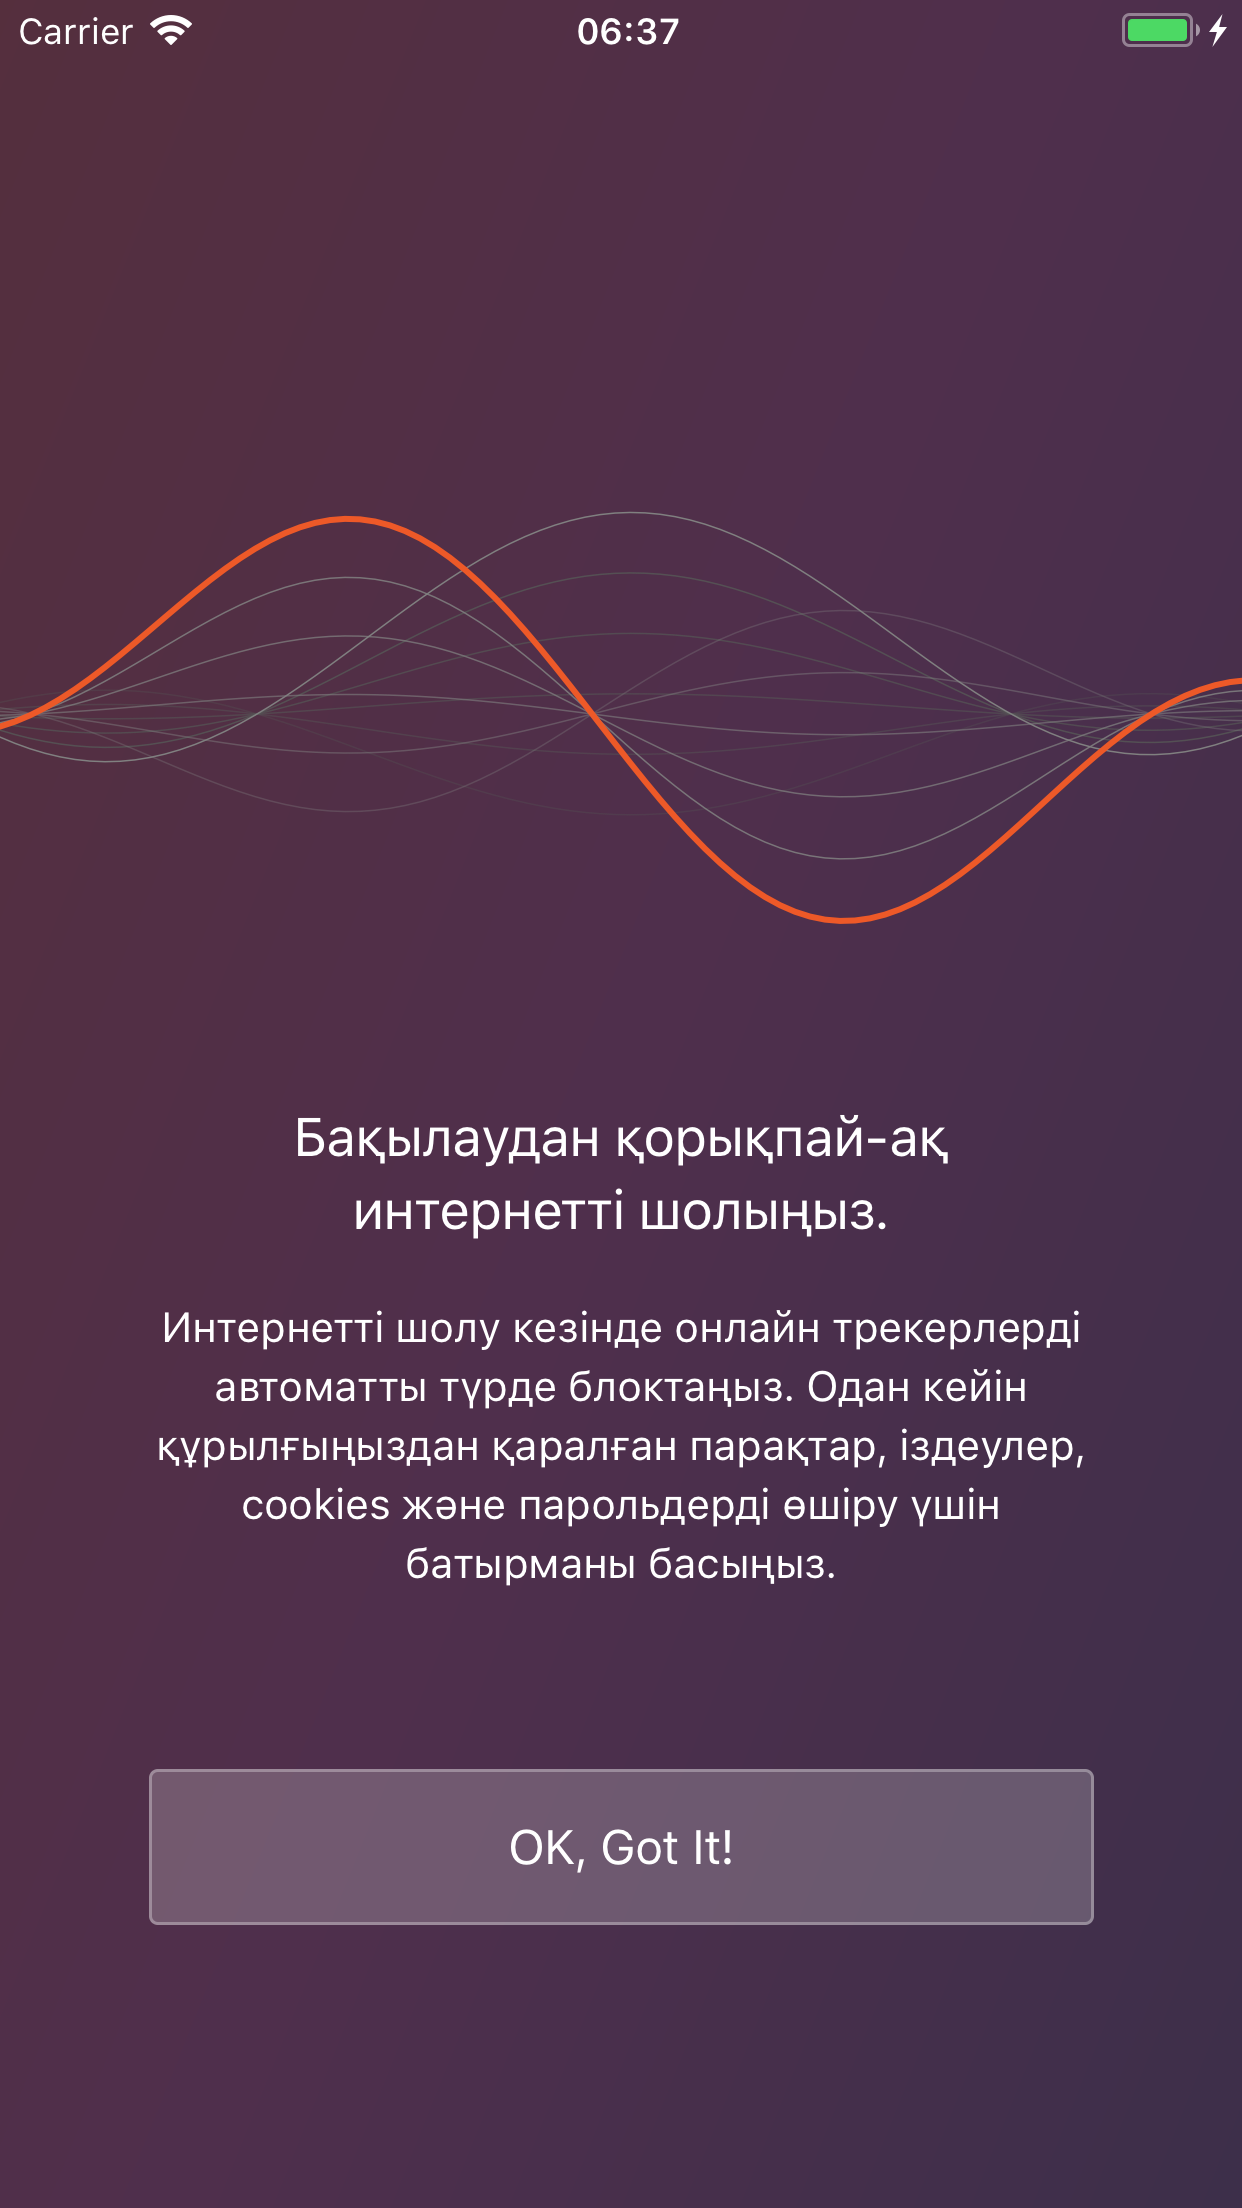 Carrier
06:37
Бақылаудан қорықпай-ақ
интернетті шолыңыз.
Интернетті шолу кезінде онлайн трекерлерді
автоматты түрде блоктаңыз. Одан кейін
құрылғыңыздан қаралған парақтар, іздеулер,
cookies және парольдерді өшіру үшін
батырманы басыңыз.
OK, Got It!